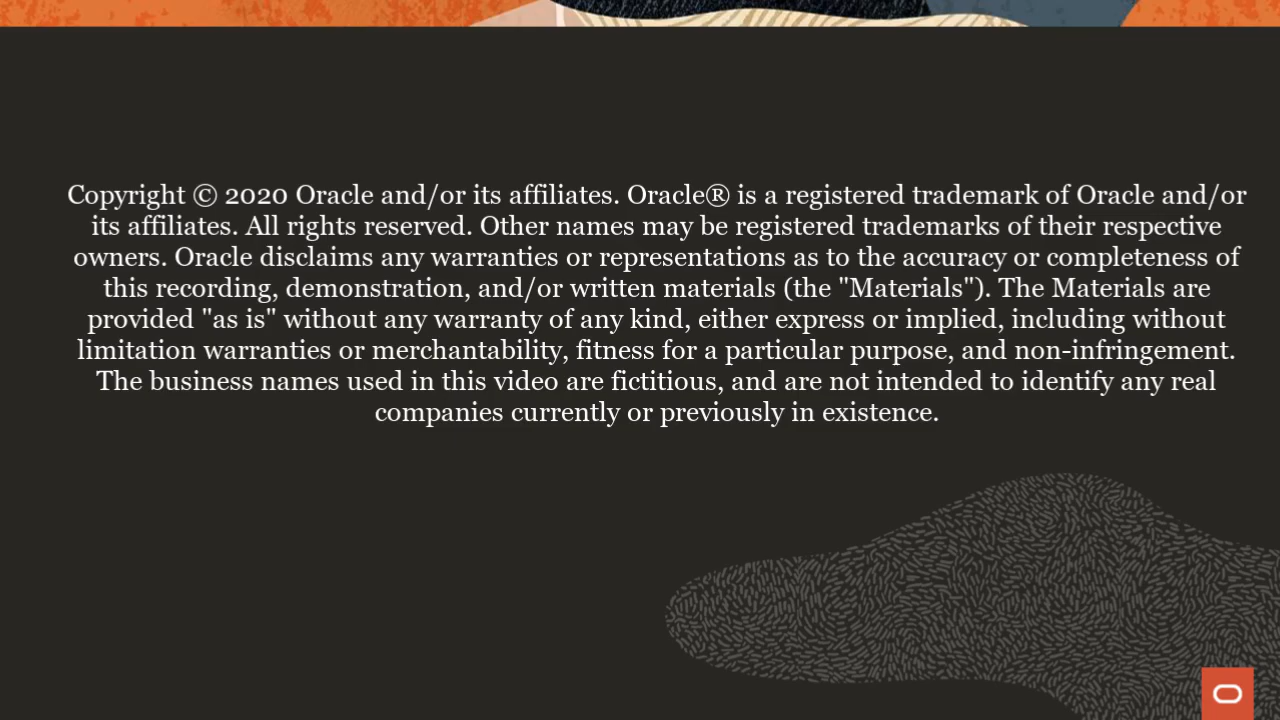 Copyright © 2020 Oracle and/or its affiliates. Oracle® is a registered trademark of Oracle and/or
its affiliates. All rights reserved. Other names may be registered trademarks of their respective
owners. Oracle disclaims any warranties or representations as to the accuracy or completeness of
this recording, demonstration, and/or written materials (the "Materials"). The Materials are
provided "as is" without any warranty of any kind, either express or implied, including without
limitation warranties or merchantability, fitness for a particular purpose, and non-infringement.
The business names used in this video are fictitious, and are not intended to identify any real
companies currently or previously in existence.